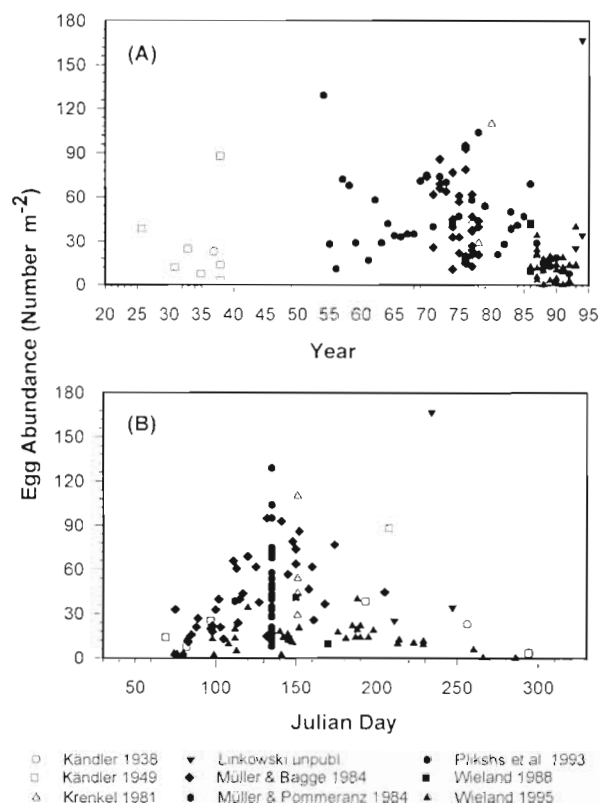 180
150
120
90
60
30
0
(A)
20 25 30 35 40 45 50 55 60 65 70 75 80 85 90 95
Year
Egg Abundance (Number m-2)
180
150
120
90
60
30
0
(B)
50 100 150 200 250 300
Julian Day
Kändler 1938 Linkowski unpubl. Plikshs et al 1993
Kändler 1949 Müller & Bagge 1984 Wieland 1988
Krenkel 1981 Müller & Pommeranz 1984 Wieland 1995